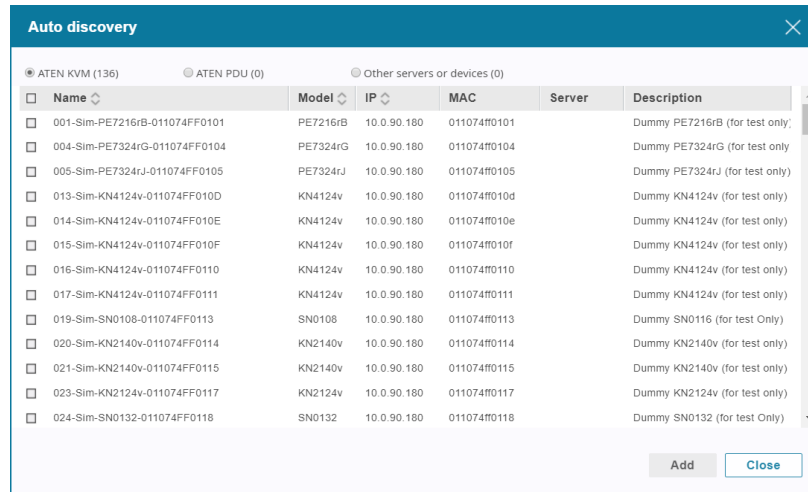 Auto discovery
ATEN KVM (136) ATEN PDU (0) Other servers or devices (0)
Name Model IP MAC Server Description
001-Sim-PE7216rB-011074FF0101 PE7216rB 10.0.90.180 011074ff0101 Dummy PE7216rB (for test only)
004-Sim-PE7324rG-011074FF0104 PE7324rG 10.0.90.180 011074ff0104 Dummy PE7324rG (for test only
005-Sim-PE7324rJ-011074FF0105 PE7324rJ 10.0.90.180 011074ff0105 Dummy PE7324rJ (for test only)
013-Sim-KN4124v-011074FF010D KN4124v 10.0.90.180 011074ff010d Dummy KN4124v (for test only)
014-Sim-KN4124v-011074FF010E KN4124v 10.0.90.180 011074ff010e Dummy KN4124v (for test only)
015-Sim-KN4124v-011074FF010F KN4124v 10.0.90.180 011074ff010f Dummy KN4124v (for test only)
016-Sim-KN4124v-011074FF0110 KN4124v 10.0.90.180 011074ff0110 Dummy KN4124v (for test only)
017-Sim-KN4124v-011074FF0111 KN4124v 10.0.90.180 011074ff0111 Dummy KN4124v (for test only)
019-Sim-SN0108-011074FF0113 SN0108 10.0.90.180 011074ff0113 Dummy SN0116 (for test Only)
020-Sim-KN2140v-011074FF0114 KN2140v 10.0.90.180 011074ff0114 Dummy KN2140v (for test only)
021-Sim-KN2140v-011074FF0115 KN2140v 10.0.90.180 011074ff0115 Dummy KN2140v (for test only)
023-Sim-KN2124v-011074FF0117 KN2124v 10.0.90.180 011074ff0117 Dummy KN2124v (for test only)
024-Sim-SN0132-011074FF0118 SN0132 10.0.90.180 011074ff0118 Dummy SN0132 (for test Only)
Add Close